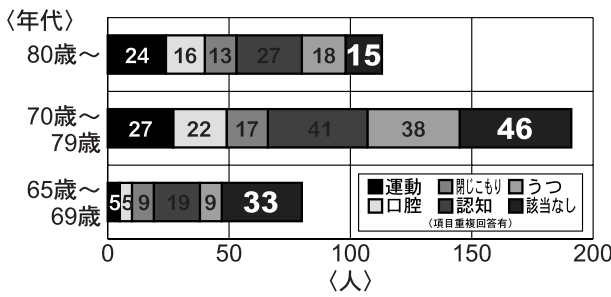 〈年代〉
80歳～
24 16 13 27 18 15
70歳～
79歳
27 22 17 41 38 46
65歳～
69歳
5 5 9 19 9 33
運動 閉じこもり うつ
口腔 認知 該当なし
(項目重複回答有)
0 50 100 150 200
〈人〉